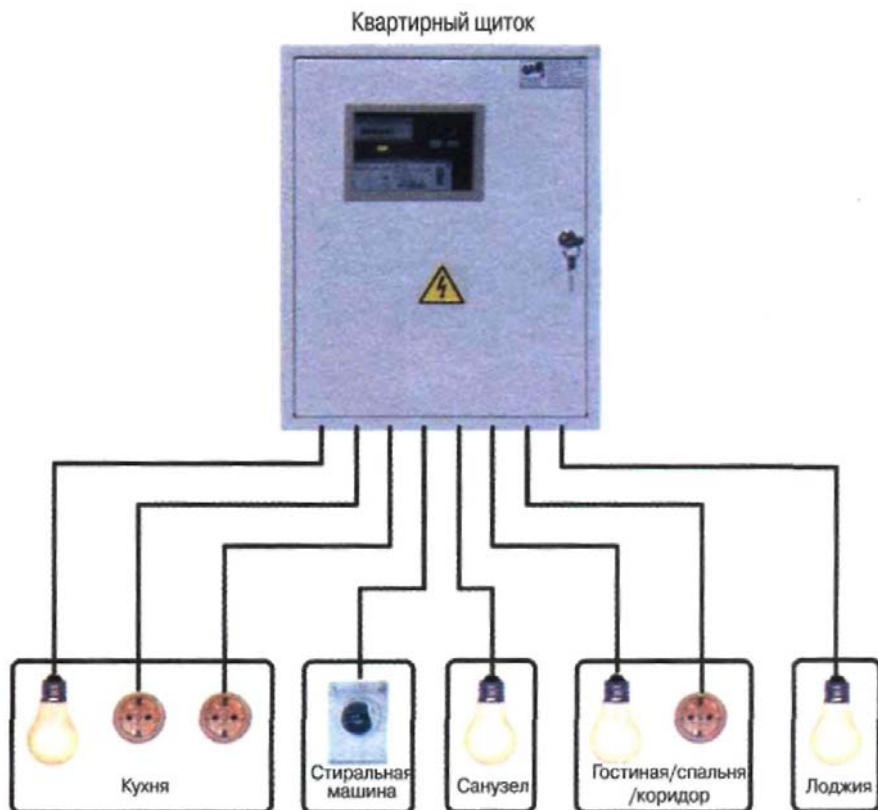 Квартирный щиток
Кухня
Стиральная
машина
Санузел
Гостиная/спальня
/коридор
Лоджия